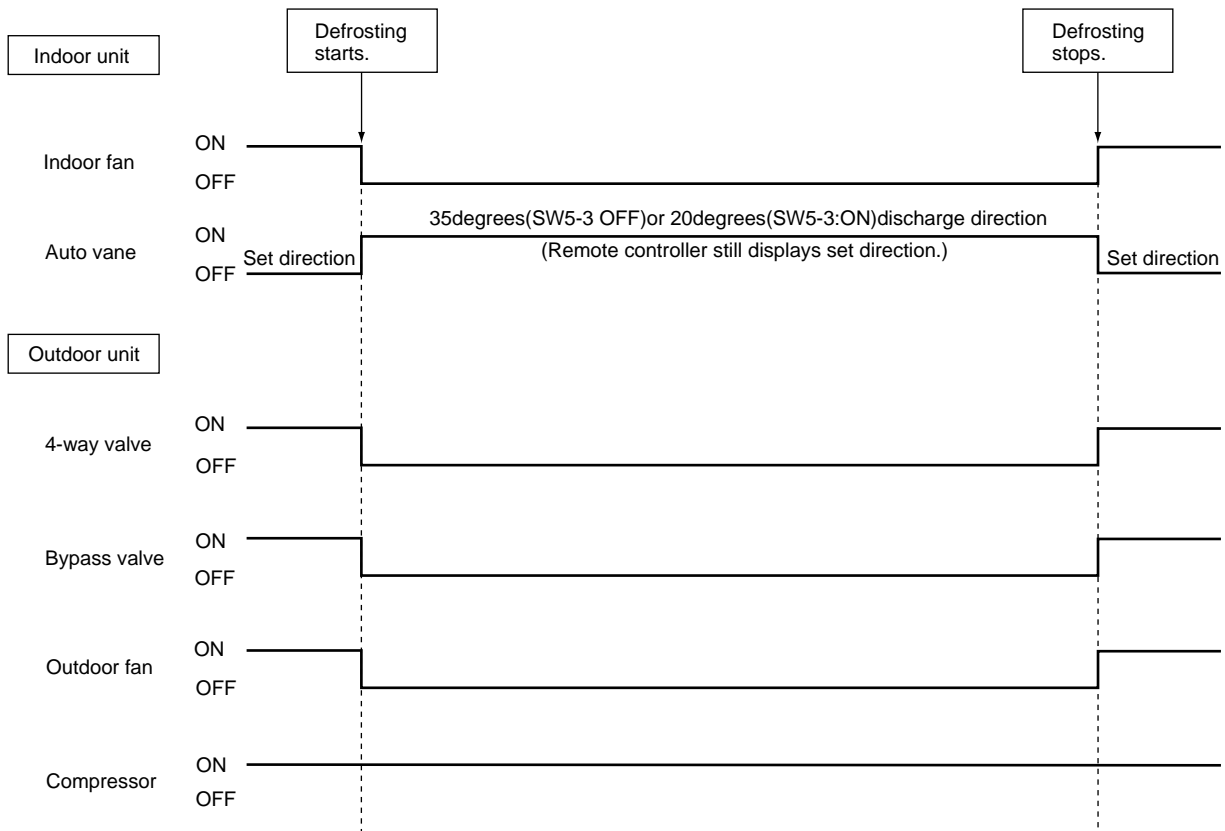 Defrosting
starts.
Defrosting
stops.
Indoor unit
Indoor fan
ON
OFF
35degrees(SW5-3 OFF)or 20degrees(SW5-3:ON)discharge direction
Auto vane
ON
OFF
Set direction
(Remote controller still displays set direction.)
Set direction
Outdoor unit
4-way valve
ON
OFF
Bypass valve
ON
OFF
Outdoor fan
ON
OFF
Compressor
ON
OFF